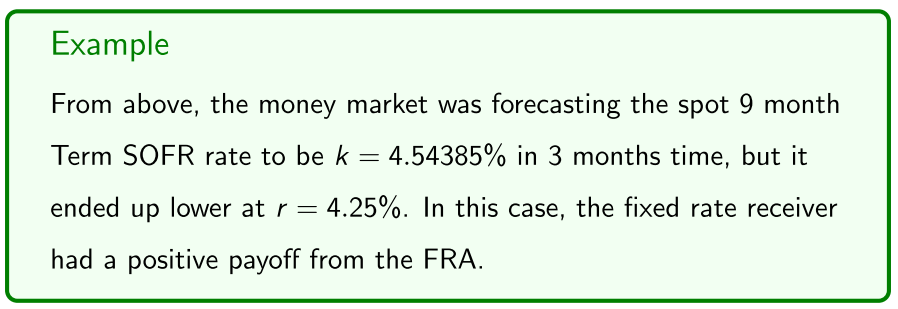 Example
From above, the money market was forecasting the spot 9 month
Term SOFR rate to be k = 4.54385% in 3 months time, but it
ended up lower at r = 4.25%. In this case, the fixed rate receiver
had a positive payoff from the FRA.